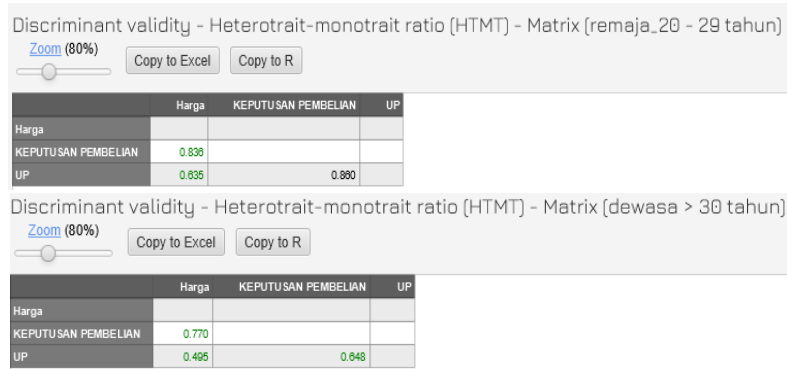 Discriminant validity - Heterotrait-monotrait ratio (HTMT) - Matrix (remaja_20 - 29 tahun)
Zoom (80%) Copy to Excel Copy to R
Harga KEPUTUSAN PEMBELIAN UP
Harga
KEPUTUSAN PEMBELIAN 0.836
UP 0.635 0.860
Discriminant validity - Heterotrait-monotrait ratio (HTMT) - Matrix (dewasa > 30 tahun)
Zoom (80%) Copy to Excel Copy to R
Harga KEPUTUSAN PEMBELIAN UP
Harga
KEPUTUSAN PEMBELIAN 0.770
UP 0.495 0.648